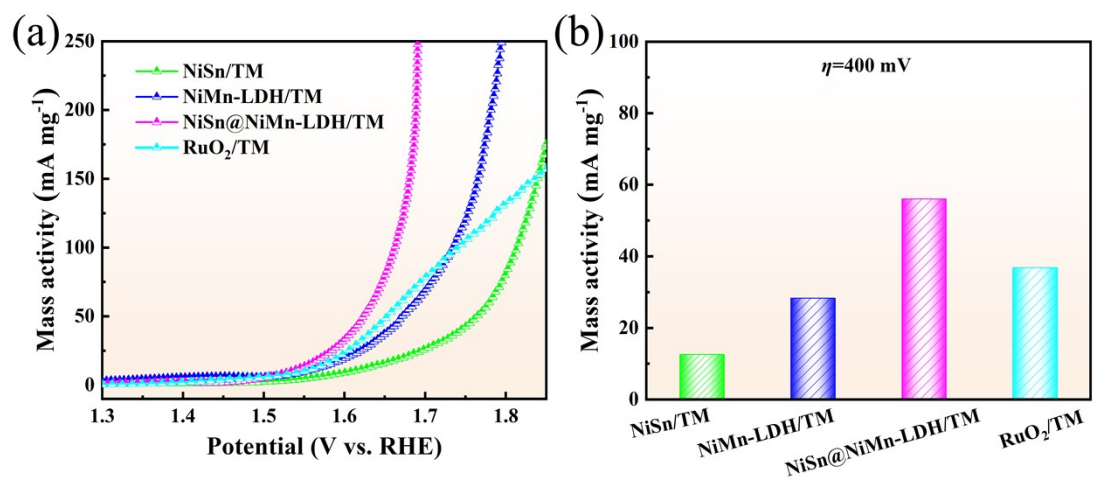 (a)
250
200
150
100
50
0
Mass activity (mA mg⁻¹)
NiSn/TM
NiMn-LDH/TM
NiSn@NiMn-LDH/TM
RuO₂/TM
1.3 1.4 1.5 1.6 1.7 1.8
Potential (V vs. RHE)
(b)
100
80
60
40
20
0
Mass activity (mA mg⁻¹)
η=400 mV
NiSn/TM
NiMn-LDH/TM
NiSn@NiMn-LDH/TM
RuO₂/TM